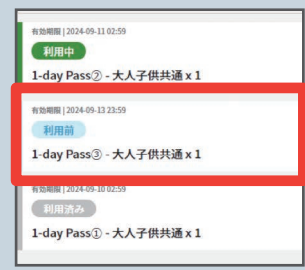 有効期限 | 2024-09-11 02:59
利用中
1-day Pass② - 大人子供共通 x 1
有効期限 | 2024-09-13 23:59
利用前
1-day Pass③ - 大人子供共通 x 1
有効期限 | 2024-09-10 02:59
利用済み
1-day Pass① - 大人子供共通 x 1